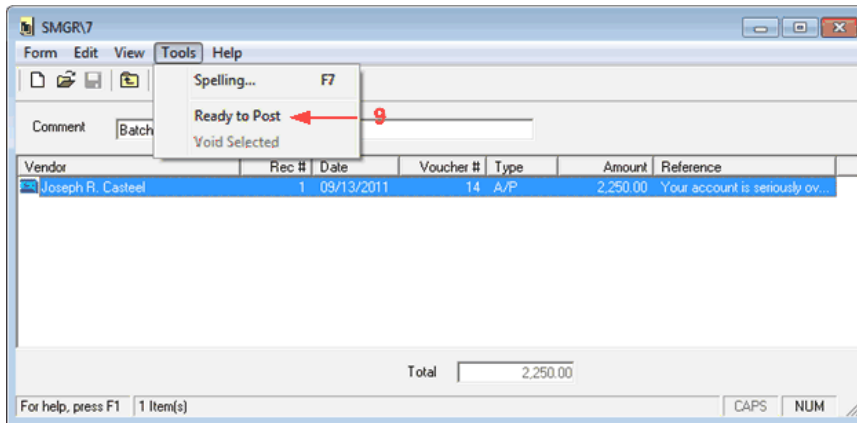 SMGR\7
Form Edit View Tools Help
Spelling... F7
Ready to Post 9
Void Selected
Comment Batch
Vendor Rec # Date Voucher # Type Amount Reference
Joseph R. Casteel 1 09/13/2011 14 A/P 2,250.00 Your account is seriously ov...
Total 2,250.00
For help, press F1 1 Item(s) CAPS NUM